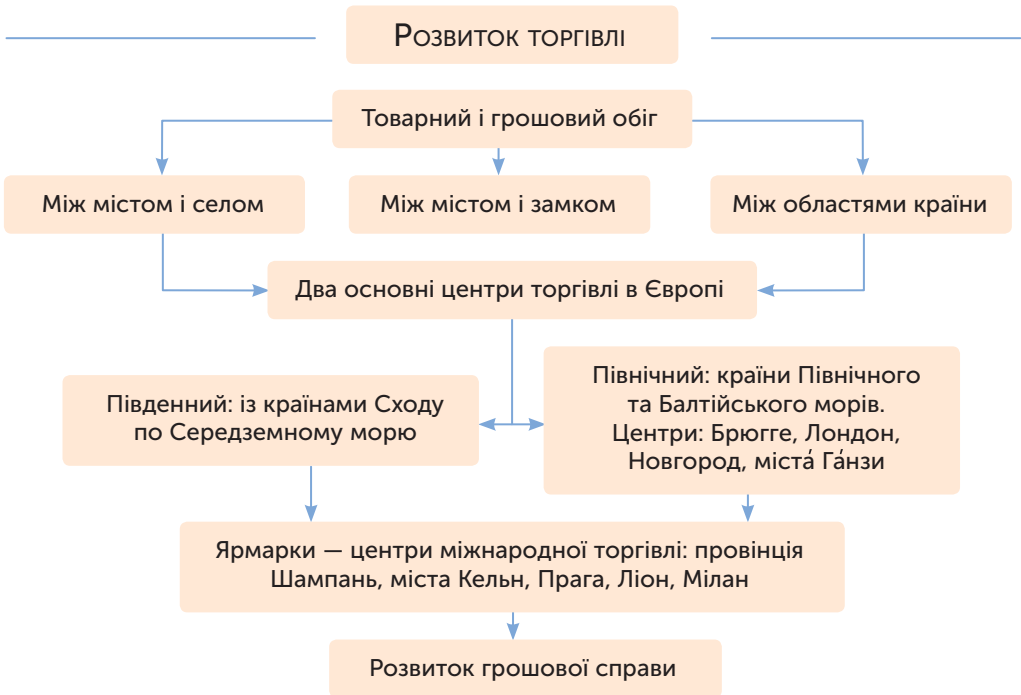 Розвиток торгівлі
Товарний і грошовий обіг
Між містом і селом
Між містом і замком
Між областями країни
Два основні центри торгівлі в Європі
Південний: із країнами Сходу
по Середземному морю
Північний: країни Північного
та Балтійського морів.
Центри: Брюгге, Лондон,
Новгород, міста́ Га́нзи
Ярмарки — центри міжнародної торгівлі: провінція
Шампань, міста Кельн, Прага, Ліон, Мілан
Розвиток грошової справи